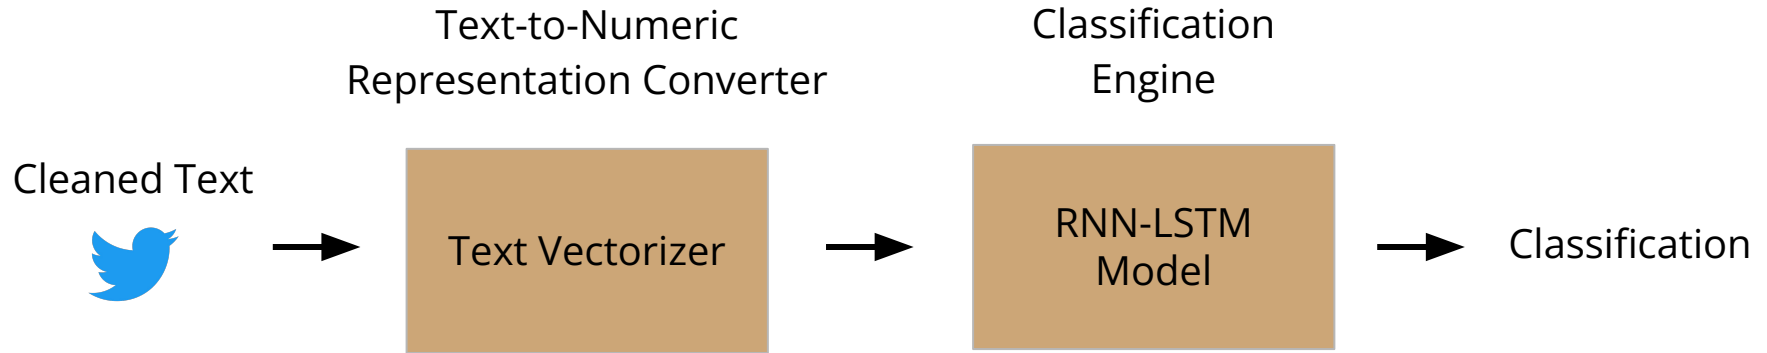 Text-to-Numeric
Representation Converter
Classification
Engine
Cleaned Text
Text Vectorizer
RNN-LSTM
Model
Classification